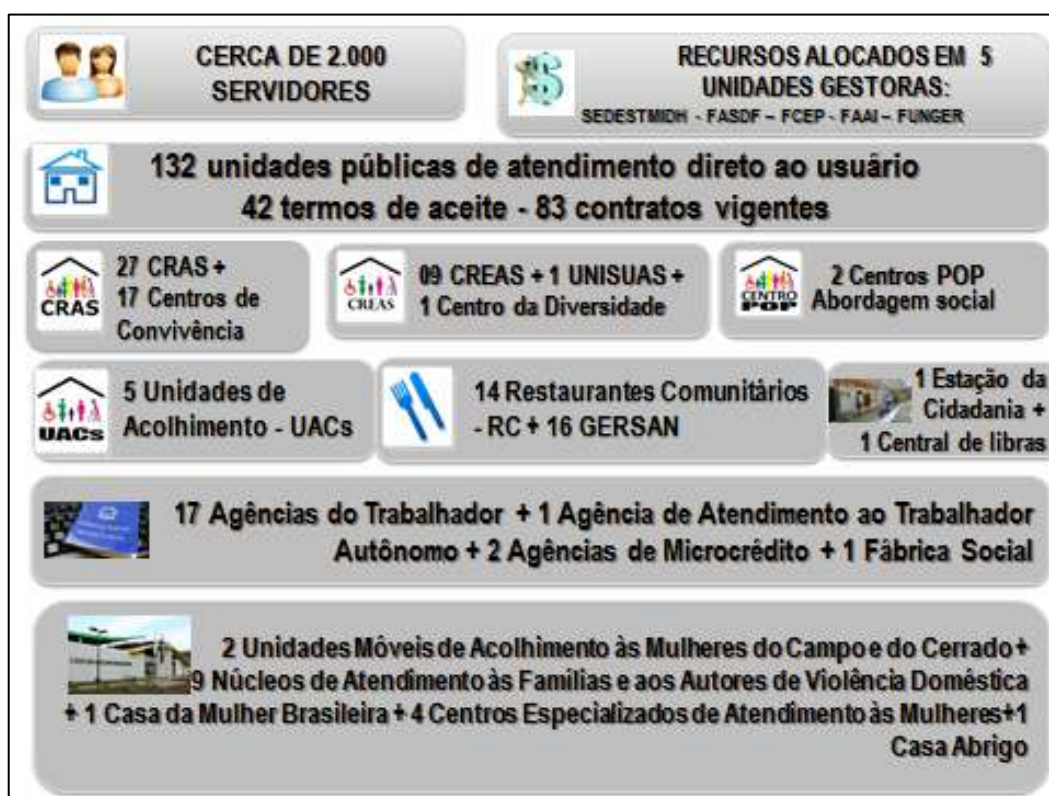 CERCA DE 2.000
SERVIDORES
RECURSOS ALOCADOS EM 5
UNIDADES GESTORAS:
SEDESTMIDH - FASDF – FCEP - FAAI – FUNGER
132 unidades públicas de atendimento direto ao usuário
42 termos de aceite - 83 contratos vigentes
CRAS
27 CRAS +
17 Centros de
Convivência
CREAS
09 CREAS + 1 UNISUAS +
1 Centro da Diversidade
CENTRO
POP
2 Centros POP
Abordagem social
UACs
5 Unidades de
Acolhimento - UACs
14 Restaurantes Comunitários
- RC + 16 GERSAN
1 Estação da
Cidadania +
1 Central de libras
17 Agências do Trabalhador + 1 Agência de Atendimento ao Trabalhador
Autônomo + 2 Agências de Microcrédito + 1 Fábrica Social
2 Unidades Móveis de Acolhimento às Mulheres do Campo e do Cerrado +
9 Núcleos de Atendimento às Famílias e aos Autores de Violência Doméstica
+ 1 Casa da Mulher Brasileira + 4 Centros Especializados de Atendimento às Mulheres+1
Casa Abrigo